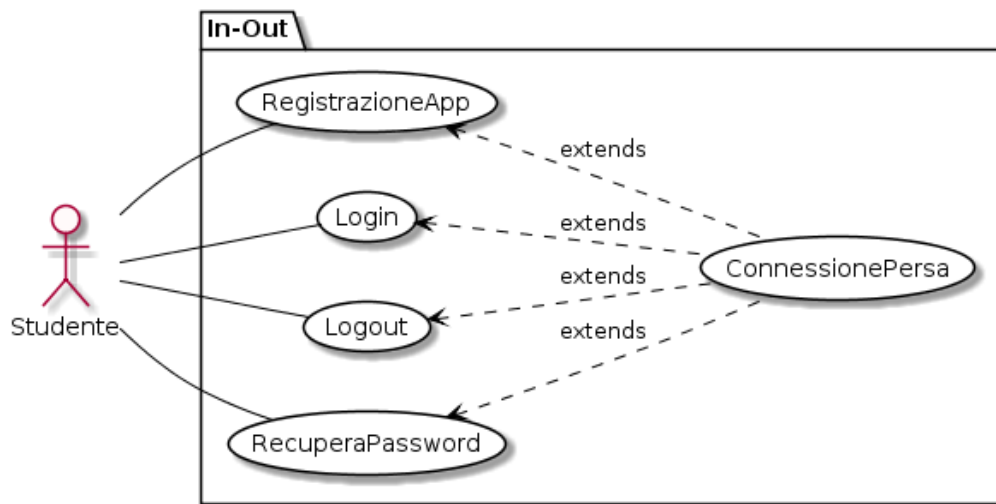 In-Out
RegistrazioneApp
extends
Login
extends
ConnessionePersa
extends
Studente
Logout
extends
RecuperaPassword